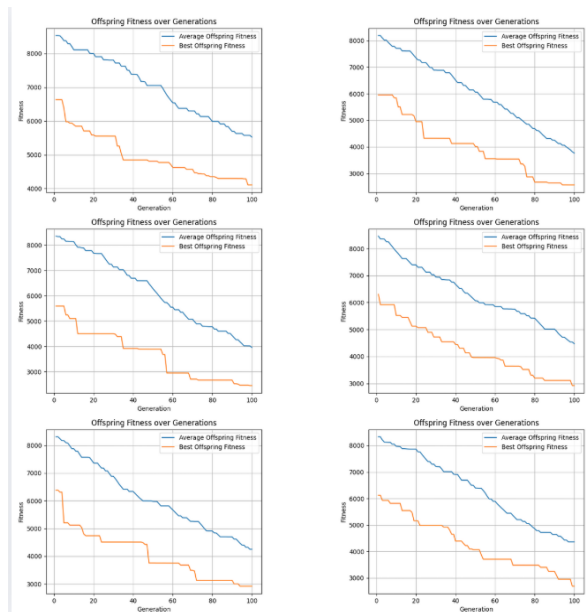 Offspring Fitness over Generations
Average Offspring Fitness
Best Offspring Fitness
8000
7000
6000
5000
4000
Fitness
0 20 40 60 80 100
Generation
Offspring Fitness over Generations
Average Offspring Fitness
Best Offspring Fitness
8000
7000
6000
5000
4000
3000
Fitness
0 20 40 60 80 100
Generation
Offspring Fitness over Generations
Average Offspring Fitness
Best Offspring Fitness
8000
7000
6000
5000
4000
3000
Fitness
0 20 40 60 80 100
Generation
Offspring Fitness over Generations
Average Offspring Fitness
Best Offspring Fitness
8000
7000
6000
5000
4000
3000
Fitness
0 20 40 60 80 100
Generation
Offspring Fitness over Generations
Average Offspring Fitness
Best Offspring Fitness
8000
7000
6000
5000
4000
3000
Fitness
0 20 40 60 80 100
Generation
Offspring Fitness over Generations
Average Offspring Fitness
Best Offspring Fitness
8000
7000
6000
5000
4000
3000
Fitness
0 20 40 60 80 100
Generation